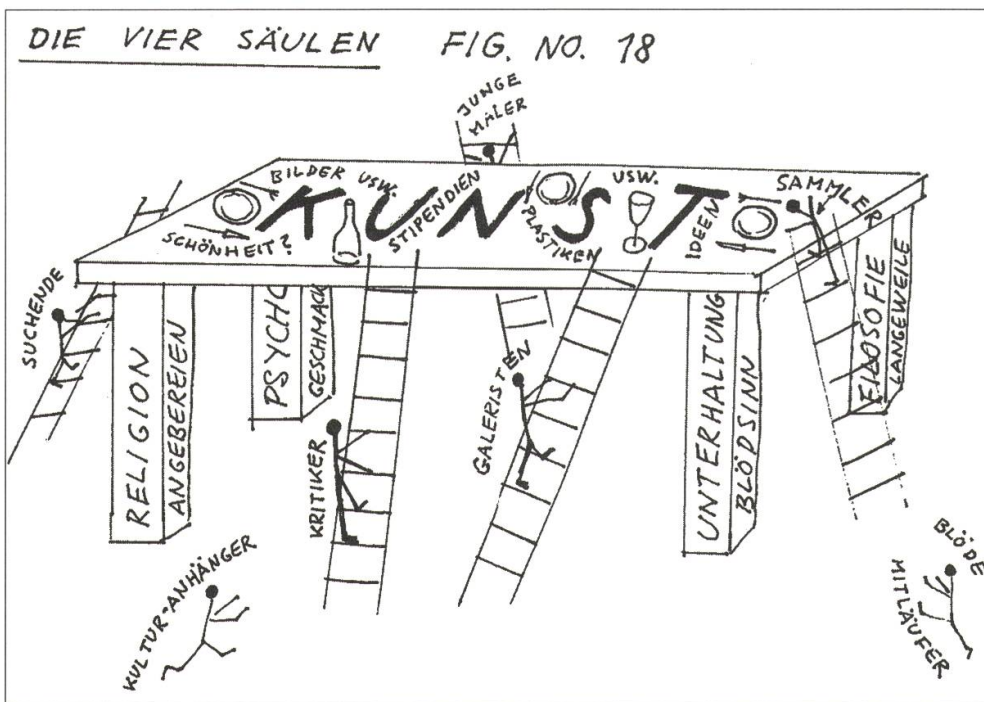 DIE VIER SÄULEN FIG. NO. 18
JUNGE
MALER
BILDER USW.
SCHÖNHEIT?
KUNST
STIPENDIEN
PLASTIKEN
USW.
IDEEN
SAMMLER
SUCHENDE
RELIGION
ANGEBEREIEN
PSYCHO
GESCHMACK
KRITIKER
GALERISTEN
UNTERHALTUNG
BLÖDSINN
FILOSOFIE
LANGEWEILE
KULTUR-ANHÄNGER
BLÖDE
MITLÄUFER